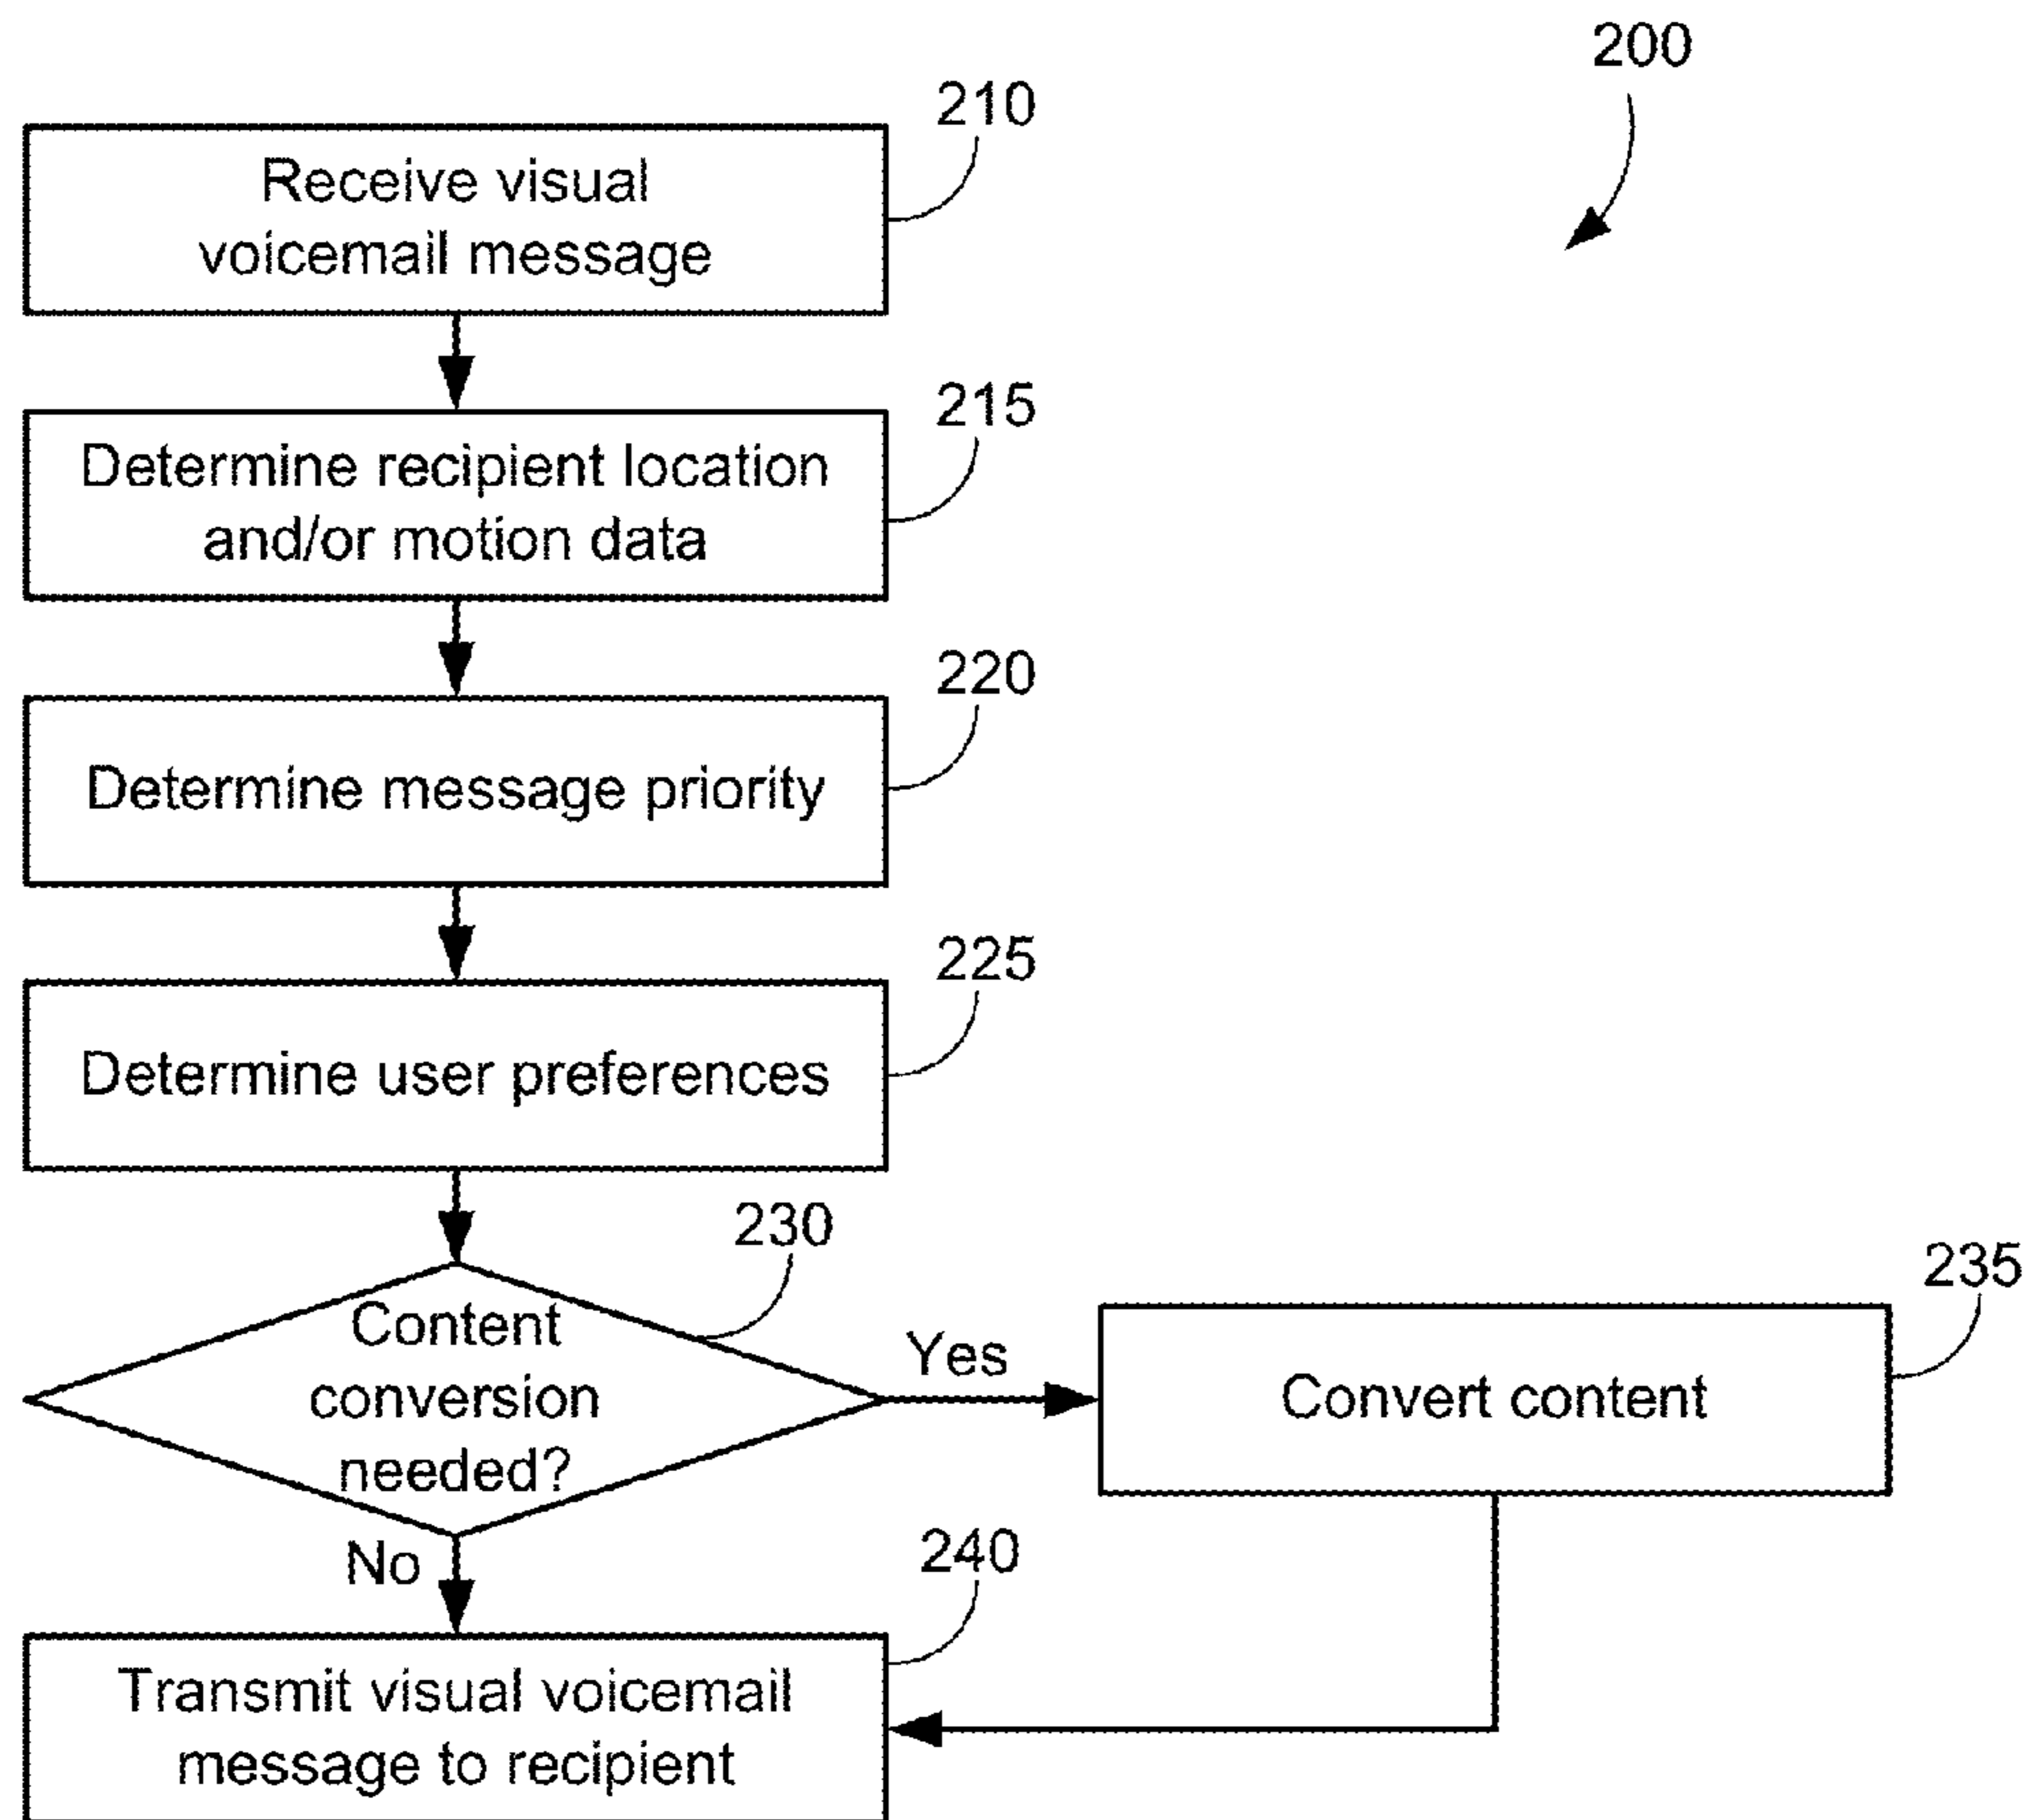 200
210
Receive visual
voicemail message
215
Determine recipient location
and/or motion data
220
Determine message priority
225
Determine user preferences
230
Content
conversion
needed?
Yes
235
Convert content
No
240
Transmit visual voicemail
message to recipient